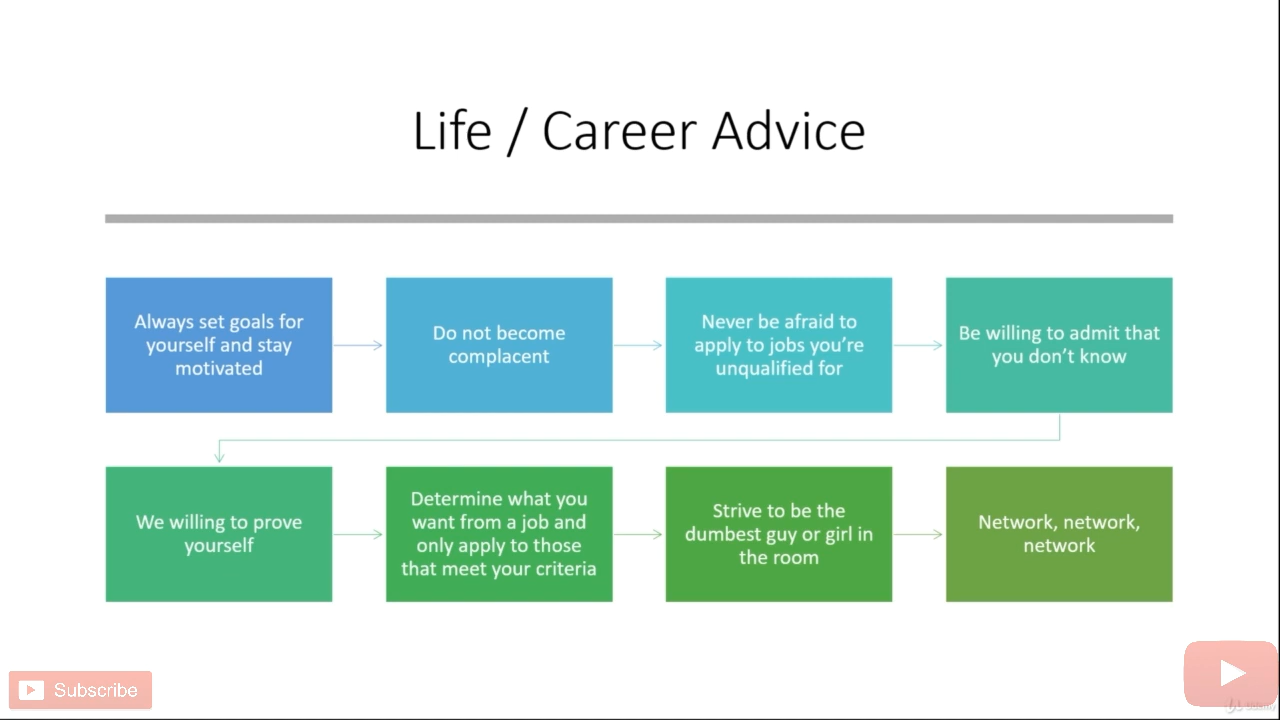 Life / Career Advice
Always set goals for
yourself and stay
motivated
Do not become
complacent
Never be afraid to
apply to jobs you’re
unqualified for
Be willing to admit that
you don’t know
We willing to prove
yourself
Determine what you
want from a job and
only apply to those
that meet your criteria
Strive to be the
dumbest guy or girl in
the room
Network, network,
network
Subscribe